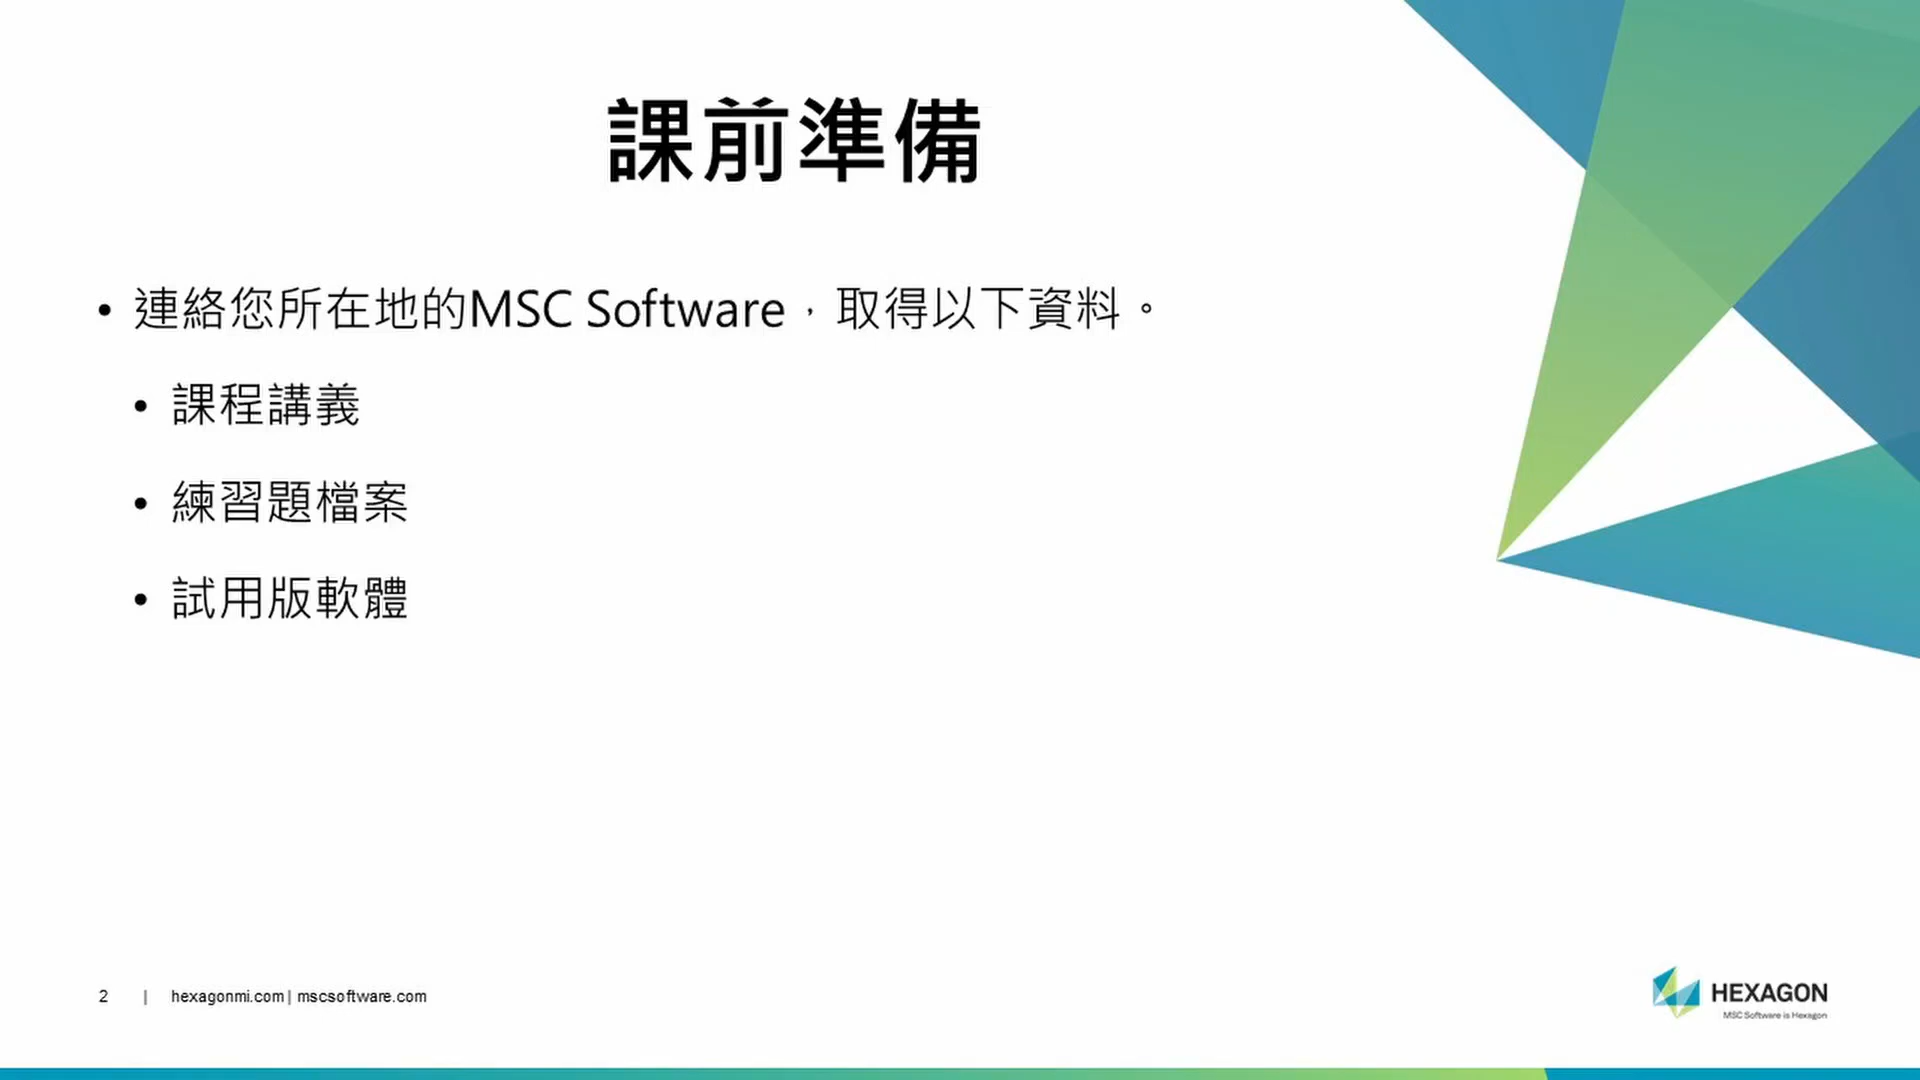 課前準備
• 連絡您所在地的MSC Software，取得以下資料。
• 課程講義
• 練習題檔案
• 試用版軟體
2 | hexagonmi.com | mscsoftware.com
HEXAGON
MSC Software is Hexagon